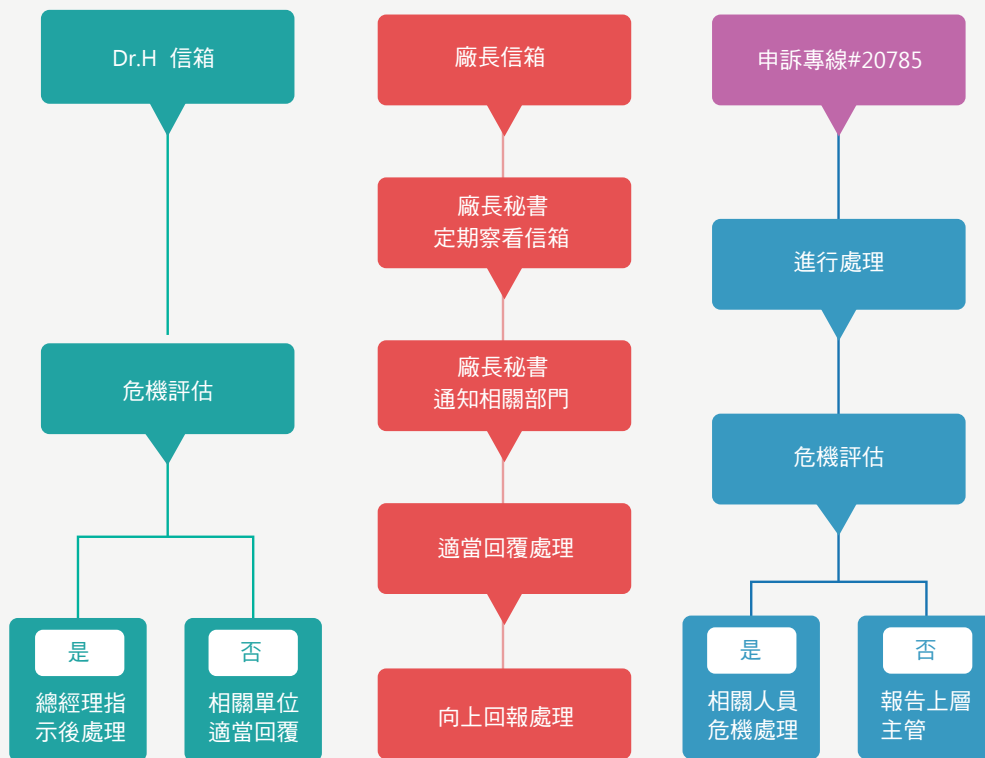 Dr.H 信箱
危機評估
是
總經理指
示後處理
否
相關單位
適當回覆
廠長信箱
廠長秘書
定期察看信箱
廠長秘書
通知相關部門
適當回覆處理
向上回報處理
申訴專線#20785
進行處理
危機評估
是
相關人員
危機處理
否
報告上層
主管